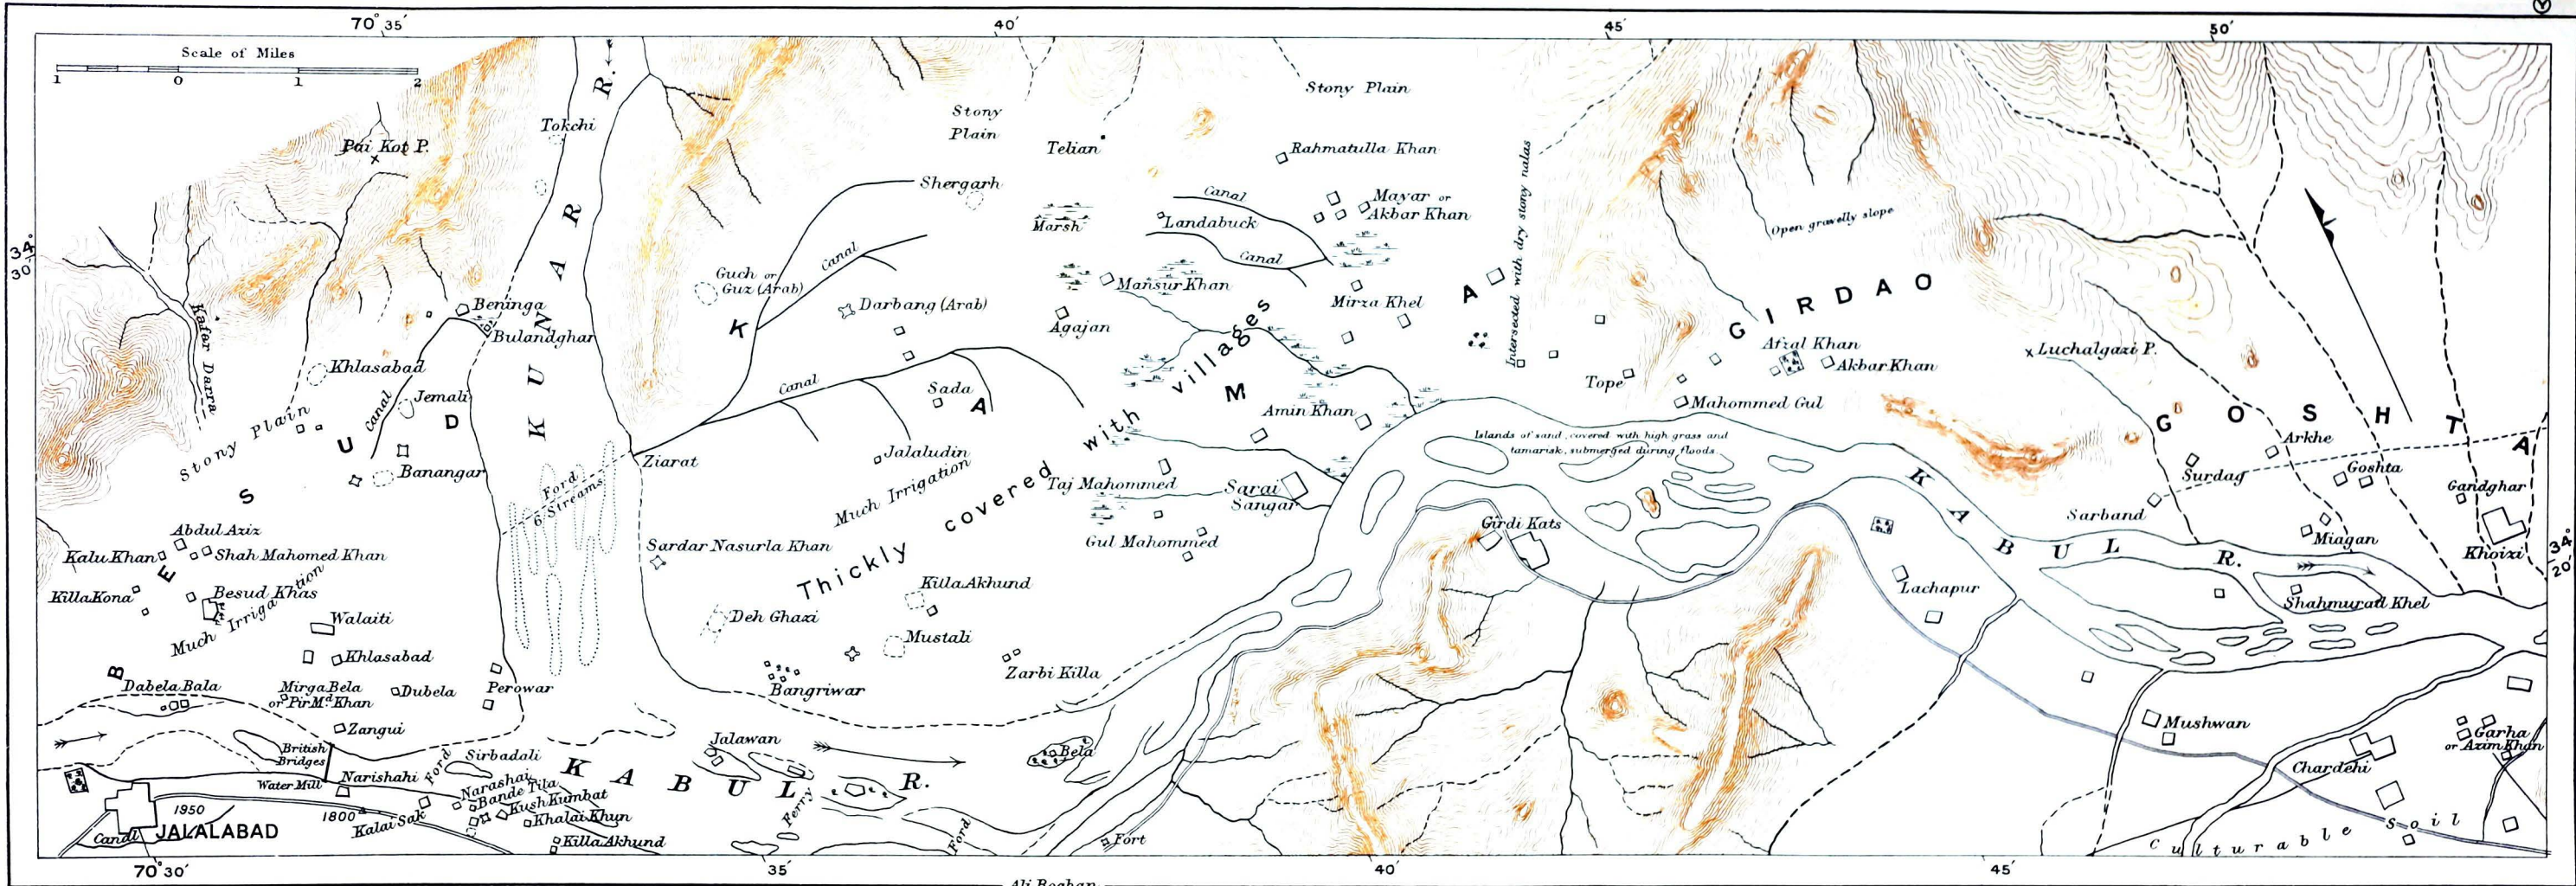 70° 35′
40′
45′
50′
Scale of Miles
1 0 1 2
KUNAR R.
Tokchi
Pai Kot P.
Stony Plain
Stony
Plain
Telian
Rahmatulla Khan
Shergarh
Canal
Landabuck
Mayar or
Akbar Khan
Marsh
Canal
Intersected with dry stony nalas
Open gravelly slope
34°
30′
Kafar Darra
Guch or
Guz (Arab)
Canal
Darbang (Arab)
Mansur Khan
Mirza Khel
Agajan
Beninga
Bulandghar
KAMA
GIRDAO
Afzal Khan
Akbar Khan
Luchalgazi P.
Khlasabad
Canal
Jemali
Stony Plain
Canal
Sada
Tope
Mahommed Gul
Amin Khan
Thickly covered with villages
BESUD
Banangar
Ford
6 Streams
Ziarat
Jalaludin
Much Irrigation
Taj Mahommed
Sarai
Sangar
Islands of sand, covered with high grass and
tamarisk, submerged during floods
GOSHTA
Arkhe
Surdag
Goshta
Gandghar
Sarband
Miagan
Khoizi
34°
20′
Abdul Aziz
Kalu Khan
Shah Mahomed Khan
Killa Kona
Besud Khas
Much Irrigation
Walaiti
Khlasabad
Sardar Nasurla Khan
Gul Mahommed
Girdi Kats
KABUL R.
Lachapur
Shahmurad Khel
Killa Akhund
Deh Ghazi
Mustali
Zarbi Killa
Bangriwar
Dabela Bala
Mirga Bela
or Pir Md. Khan
Dubela
Perowar
Zangui
British
Bridges
Water Mill
Narishahi
Ford
Sirbadali
KABUL R.
Jalawan
Bela
Ferry
Ford
Fort
Narashai
Bande Tila
Kush Kumbat
Khalai Khun
Killa Akhund
Kalai Sak
1800
1950
JALALABAD
Canal
Mushwan
Chardehi
Garha
or Azim Khan
Culturable Soil
70° 30′
35′
40′
45′
Ali Boghan